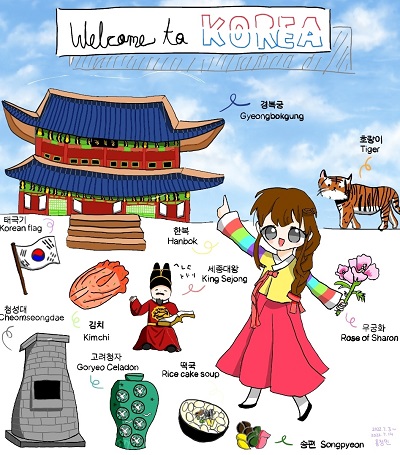 Welcome to KOREA
경복궁
Gyeongbokgung
호랑이
Tiger
태극기
Korean flag
한복
Hanbok
세종대왕
King Sejong
첨성대
Cheomseongdae
김치
Kimchi
무궁화
Rose of Sharon
고려청자
Goryeo Celadon
떡국
Rice cake soup
송편 Songpyeon